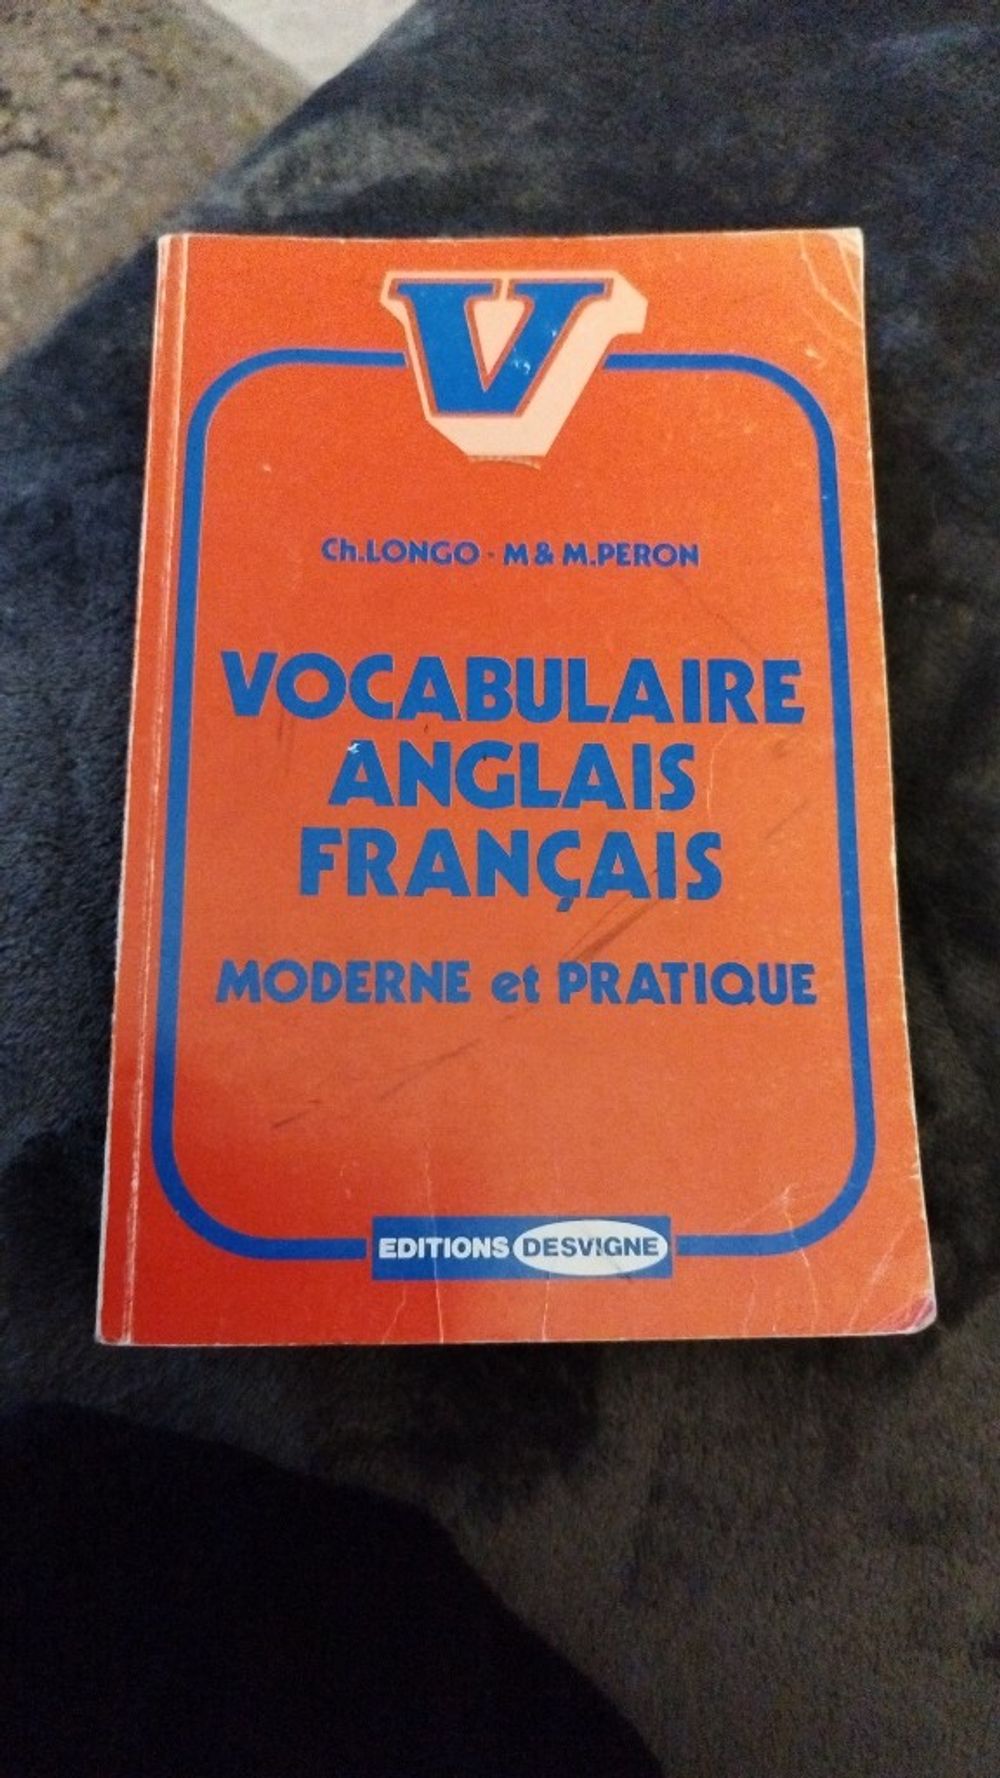 V
Ch.LONGO - M & M.PERON
VOCABULAIRE
ANGLAIS
FRANÇAIS
MODERNE et PRATIQUE
EDITIONS DESVIGNE